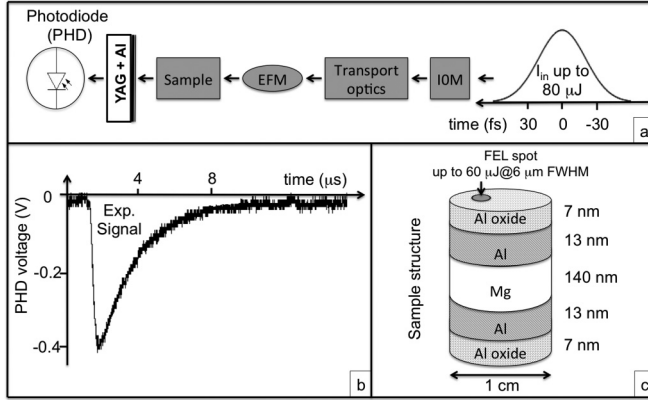 Photodiode
(PHD)
YAG + Al
Sample
EFM
Transport
optics
I0M
I_in up to
80 μJ
time (fs) 30 0 -30
a
4 8 time (μs)
0
Exp.
Signal
-0.2
-0.4
PHD voltage (V)
b
FEL spot
up to 60 μJ@6 μm FWHM
Al oxide 7 nm
Al 13 nm
Mg 140 nm
Al 13 nm
Al oxide 7 nm
Sample structure
1 cm
c